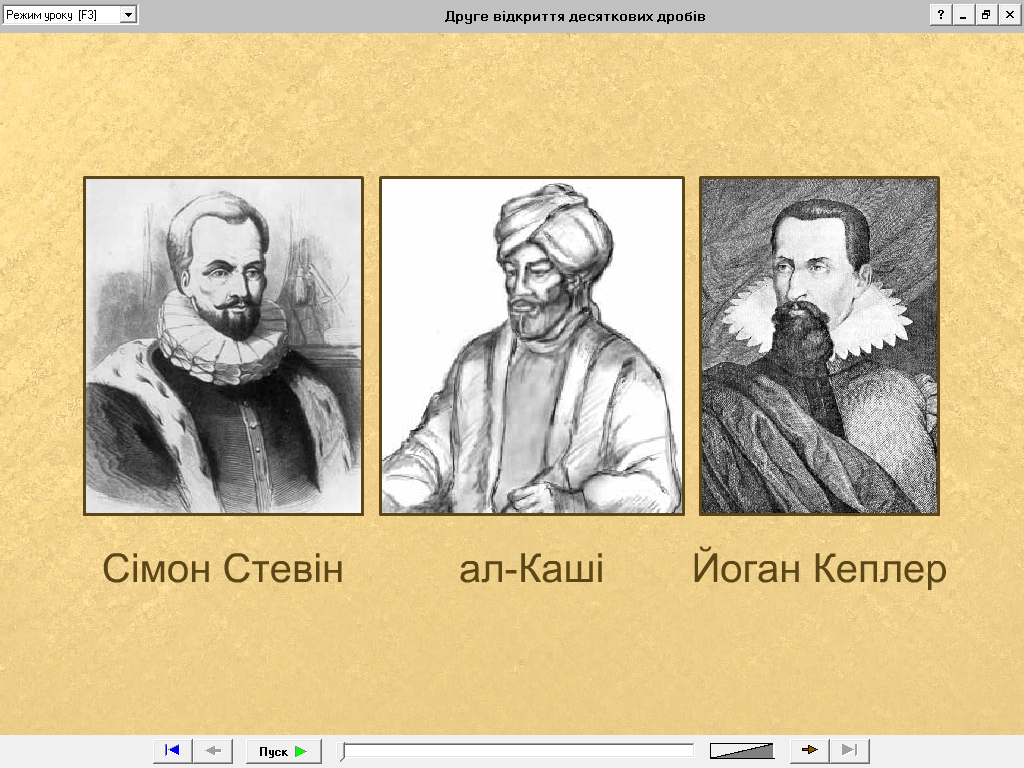 Режим уроку [F3]
Друге відкриття десяткових дробів
?
Сімон Стевін
ал-Каші
Йоган Кеплер
Пуск